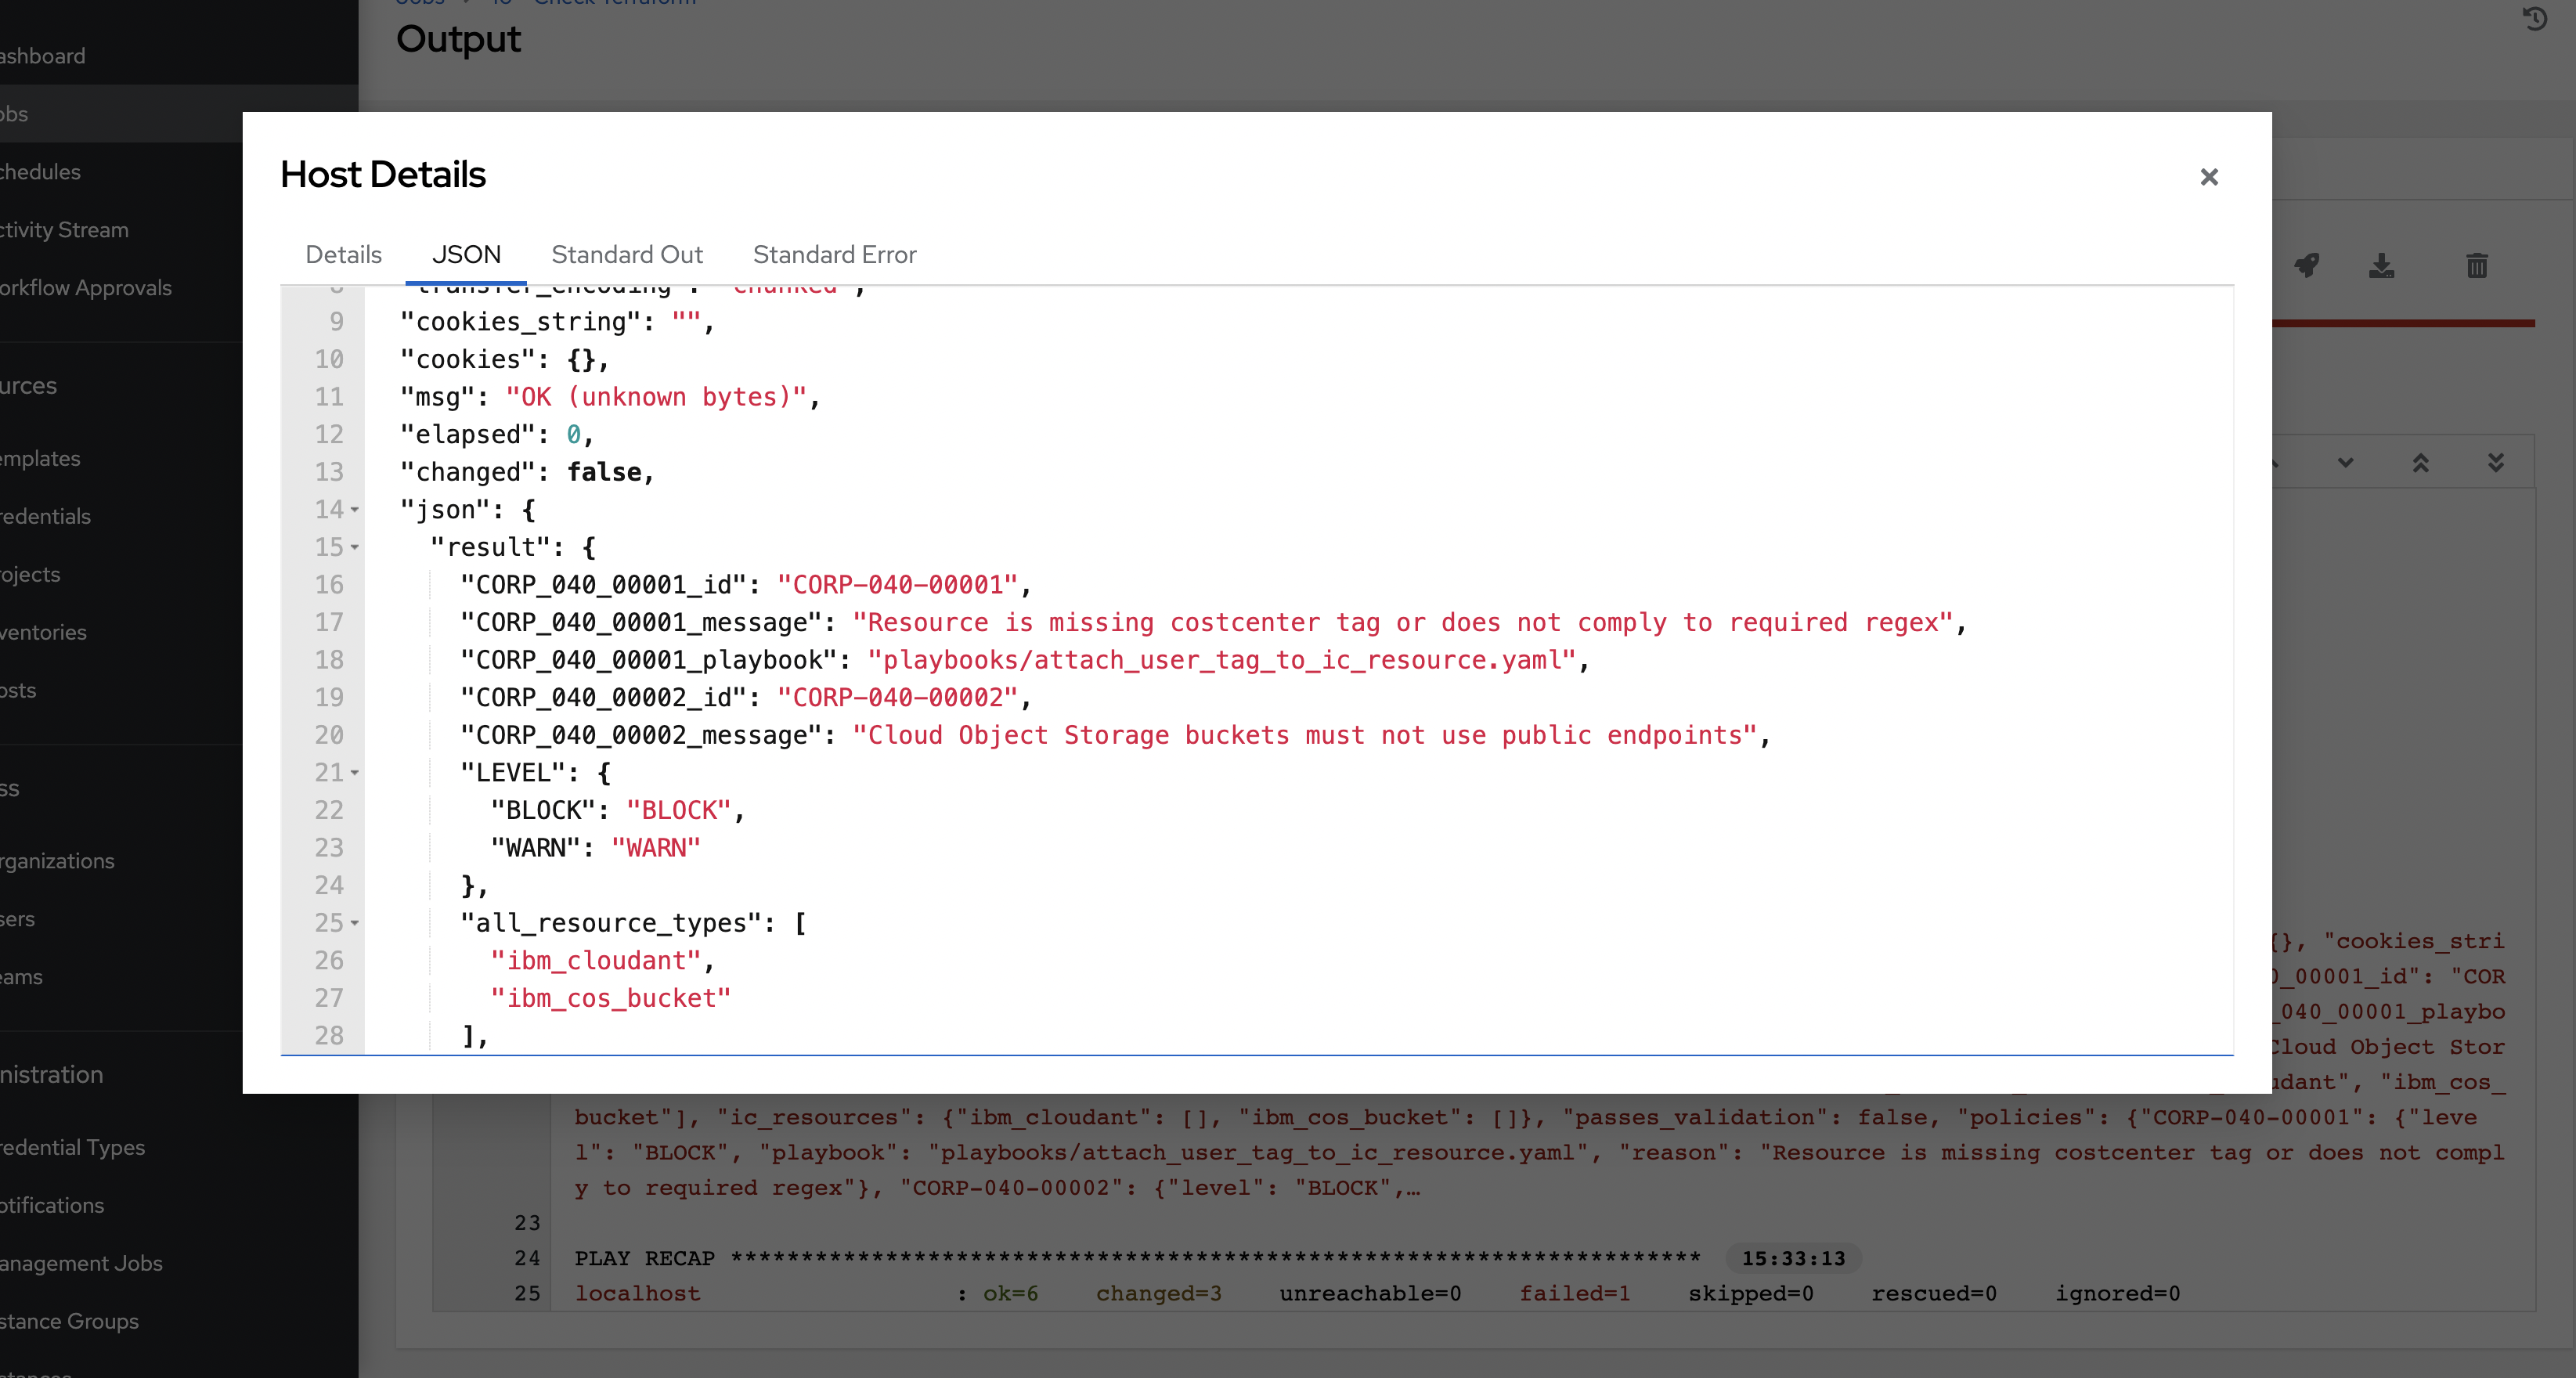 Jobs
Check Terraform
Output
ashboard
obs
chedules
ctivity Stream
orkflow Approvals
urces
emplates
redentials
rojects
ventories
osts
ss
rganizations
sers
eams
nistration
redential Types
otifications
anagement Jobs
stance Groups
Host Details
Details JSON Standard Out Standard Error
8 "transfer_encoding": "chunked",
9 "cookies_string": "",
10 "cookies": {},
11 "msg": "OK (unknown bytes)",
12 "elapsed": 0,
13 "changed": false,
14 "json": {
15 "result": {
16 "CORP_040_00001_id": "CORP-040-00001",
17 "CORP_040_00001_message": "Resource is missing costcenter tag or does not comply to required regex",
18 "CORP_040_00001_playbook": "playbooks/attach_user_tag_to_ic_resource.yaml",
19 "CORP_040_00002_id": "CORP-040-00002",
20 "CORP_040_00002_message": "Cloud Object Storage buckets must not use public endpoints",
21 "LEVEL": {
22 "BLOCK": "BLOCK",
23 "WARN": "WARN"
24 },
25 "all_resource_types": [
26 "ibm_cloudant",
27 "ibm_cos_bucket"
28 ],
{}, "cookies_stri
0_00001_id": "COR
_040_00001_playbo
Cloud Object Stor
udant", "ibm_cos_
bucket"], "ic_resources": {"ibm_cloudant": [], "ibm_cos_bucket": []}, "passes_validation": false, "policies": {"CORP-040-00001": {"leve
l": "BLOCK", "playbook": "playbooks/attach_user_tag_to_ic_resource.yaml", "reason": "Resource is missing costcenter tag or does not compl
y to required regex"}, "CORP-040-00002": {"level": "BLOCK",…
23
24 PLAY RECAP ********************************************************************* 15:33:13
25 localhost : ok=6 changed=3 unreachable=0 failed=1 skipped=0 rescued=0 ignored=0